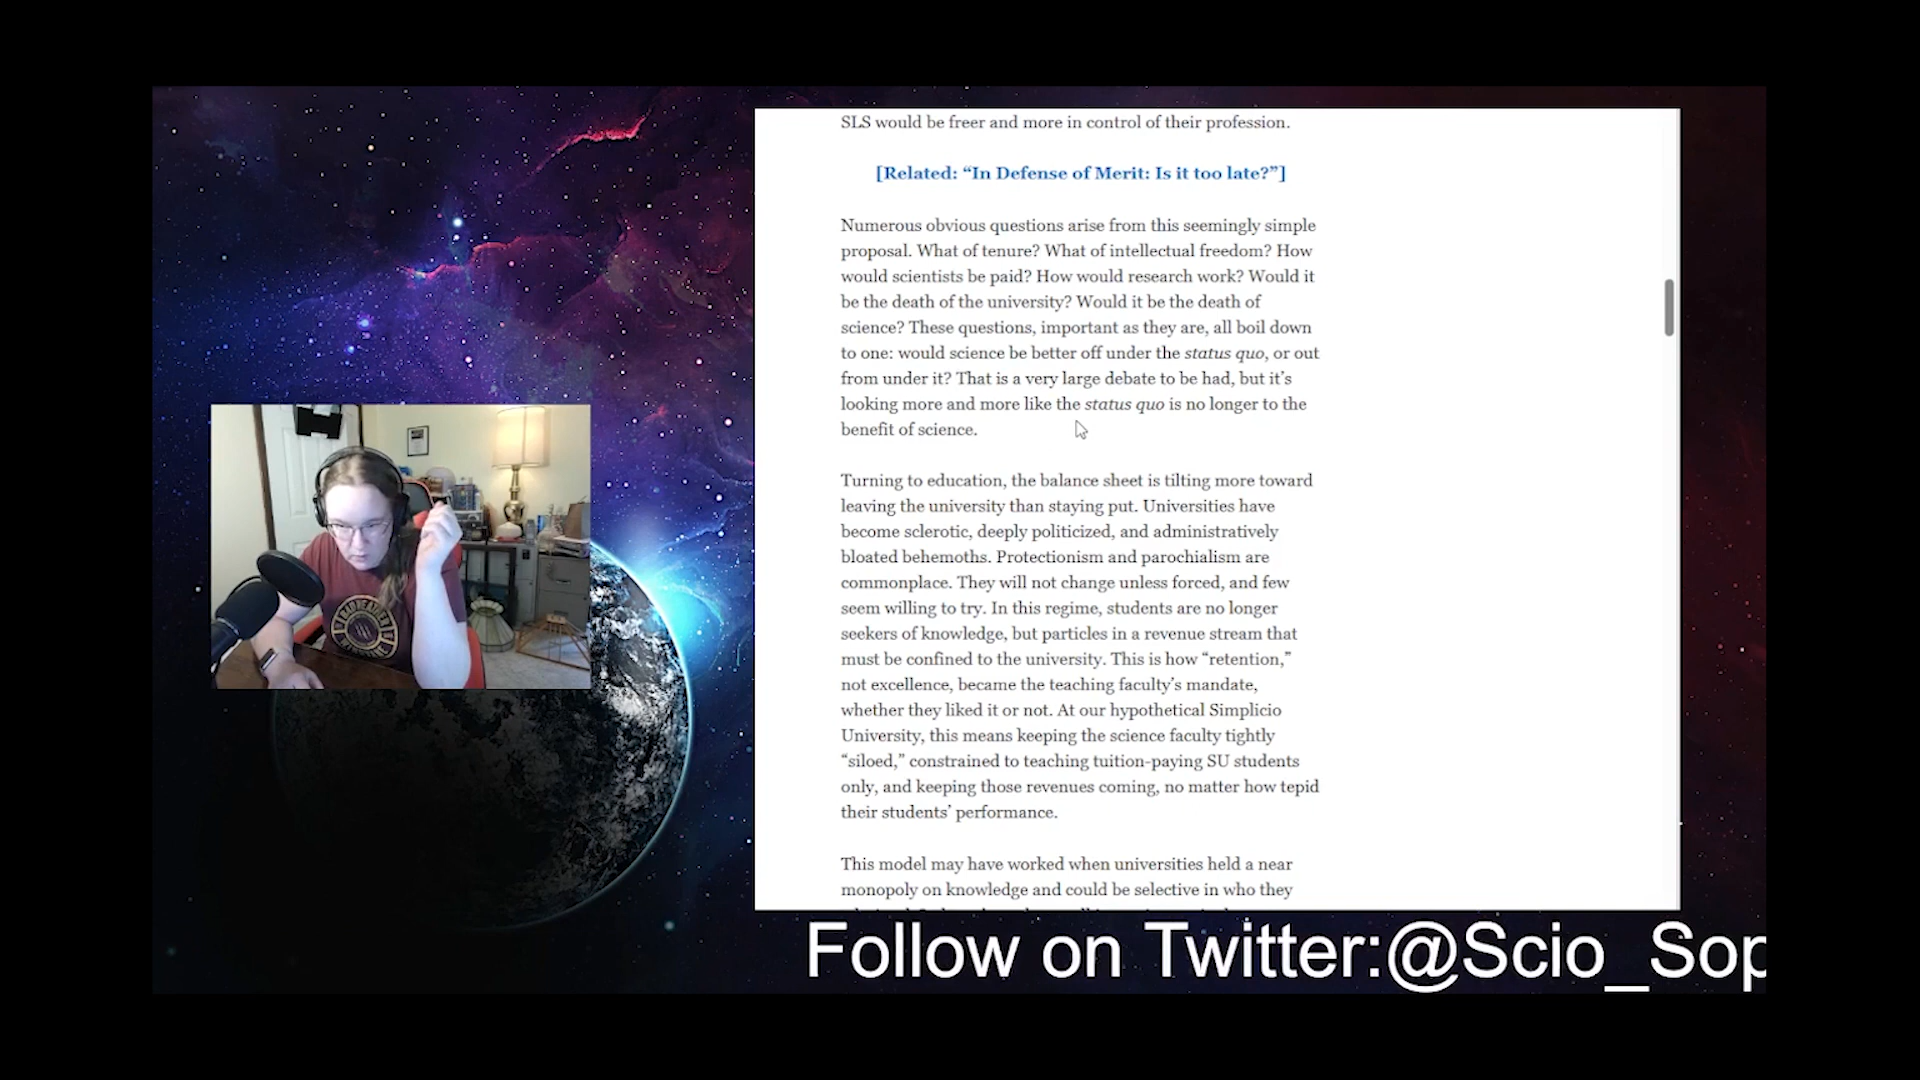 SLS would be freer and more in control of their profession.
[Related: “In Defense of Merit: Is it too late?”]
Numerous obvious questions arise from this seemingly simple
proposal. What of tenure? What of intellectual freedom? How
would scientists be paid? How would research work? Would it
be the death of the university? Would it be the death of
science? These questions, important as they are, all boil down
to one: would science be better off under the status quo, or out
from under it? That is a very large debate to be had, but it’s
looking more and more like the status quo is no longer to the
benefit of science.
Turning to education, the balance sheet is tilting more toward
leaving the university than staying put. Universities have
become sclerotic, deeply politicized, and administratively
bloated behemoths. Protectionism and parochialism are
commonplace. They will not change unless forced, and few
seem willing to try. In this regime, students are no longer
seekers of knowledge, but particles in a revenue stream that
must be confined to the university. This is how “retention,”
not excellence, became the teaching faculty’s mandate,
whether they liked it or not. At our hypothetical Simplicio
University, this means keeping the science faculty tightly
“siloed,” constrained to teaching tuition-paying SU students
only, and keeping those revenues coming, no matter how tepid
their students’ performance.
This model may have worked when universities held a near
monopoly on knowledge and could be selective in who they
Follow on Twitter:@Scio_Sop